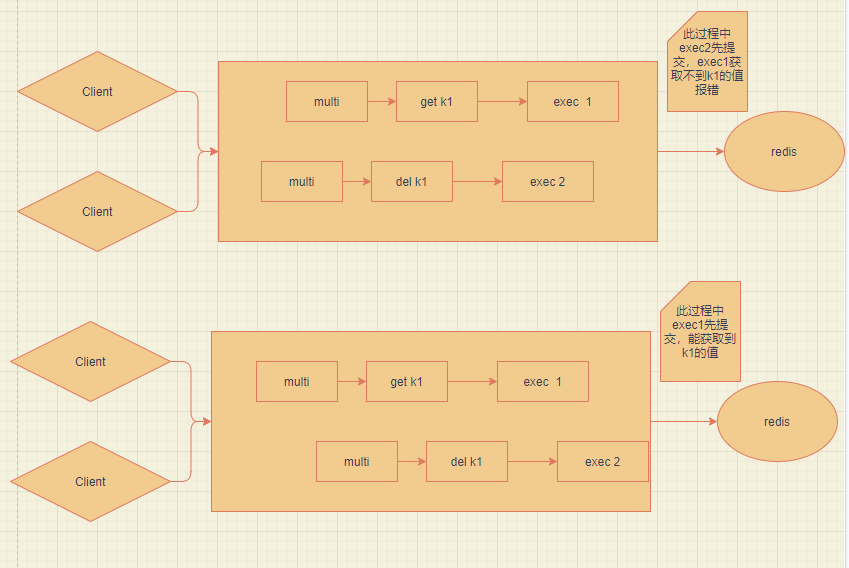 Client
multi
get k1
exec 1
此过程中
exec2先提
交，exec1获
取不到k1的值
报错
redis
Client
multi
del k1
exec 2
Client
multi
get k1
exec 1
此过程中
exec1先提
交，能获取到
k1的值
redis
Client
multi
del k1
exec 2